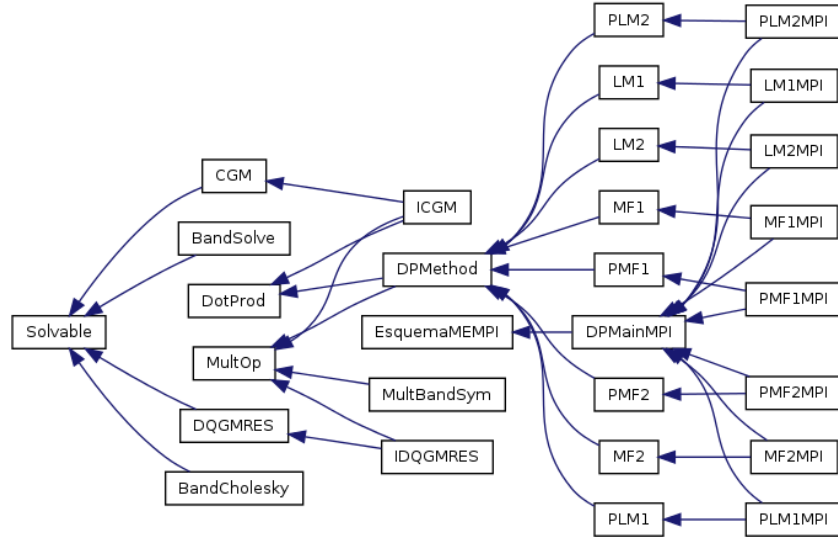 PLM2
PLM2MPI
LM1
LM1MPI
LM2
LM2MPI
CGM
ICGM
MF1
MF1MPI
BandSolve
DPMethod
PMF1
PMF1MPI
DotProd
Solvable
EsquemaMEMPI
DPMainMPI
MultOp
MultBandSym
PMF2
PMF2MPI
DQGMRES
IDQGMRES
MF2
MF2MPI
BandCholesky
PLM1
PLM1MPI